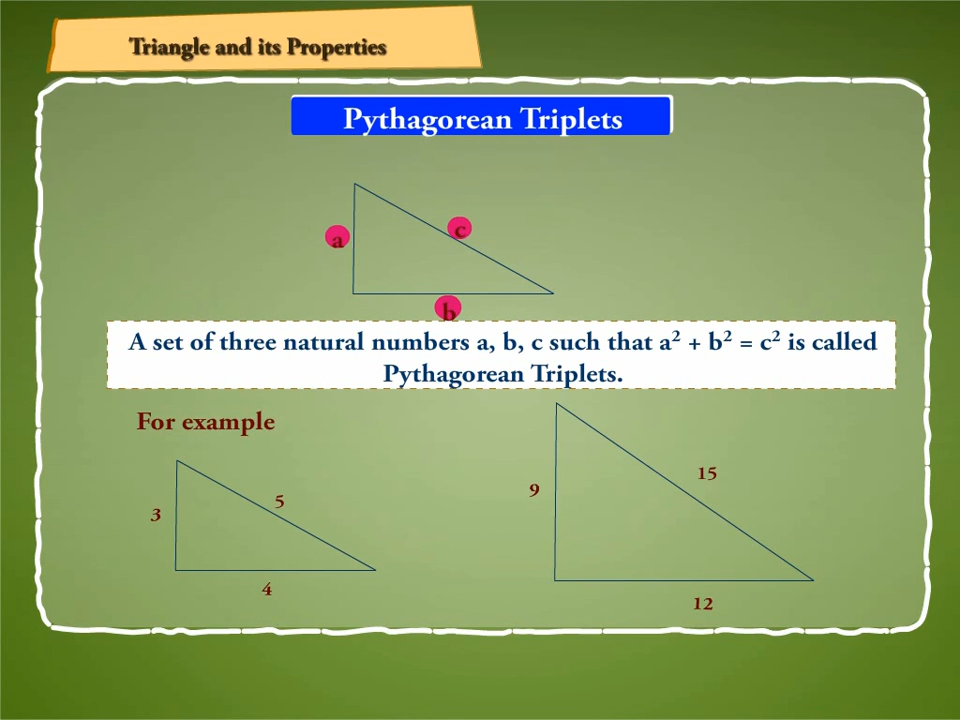 Triangle and its Properties
Pythagorean Triplets
a
c
b
A set of three natural numbers a, b, c such that a² + b² = c² is called
Pythagorean Triplets.
For example
3
5
4
9
15
12